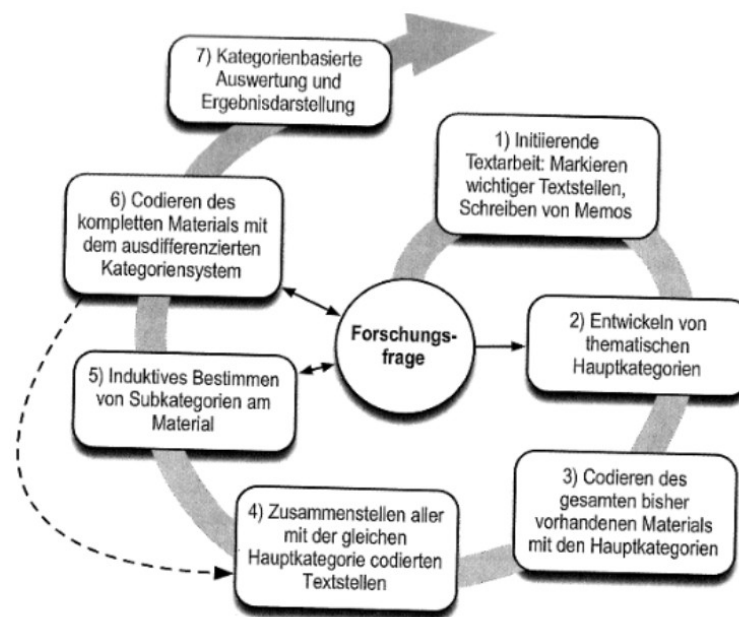 7) Kategorienbasierte
Auswertung und
Ergebnisdarstellung
1) Initiierende
Textarbeit: Markieren
wichtiger Textstellen,
Schreiben von Memos
6) Codieren des
kompletten Materials mit
dem ausdifferenzierten
Kategoriensystem
Forschungs-
frage
2) Entwickeln von
thematischen
Hauptkategorien
5) Induktives Bestimmen
von Subkategorien am
Material
3) Codieren des
gesamten bisher
vorhandenen Materials
mit den Hauptkategorien
4) Zusammenstellen aller
mit der gleichen
Hauptkategorie codierten
Textstellen